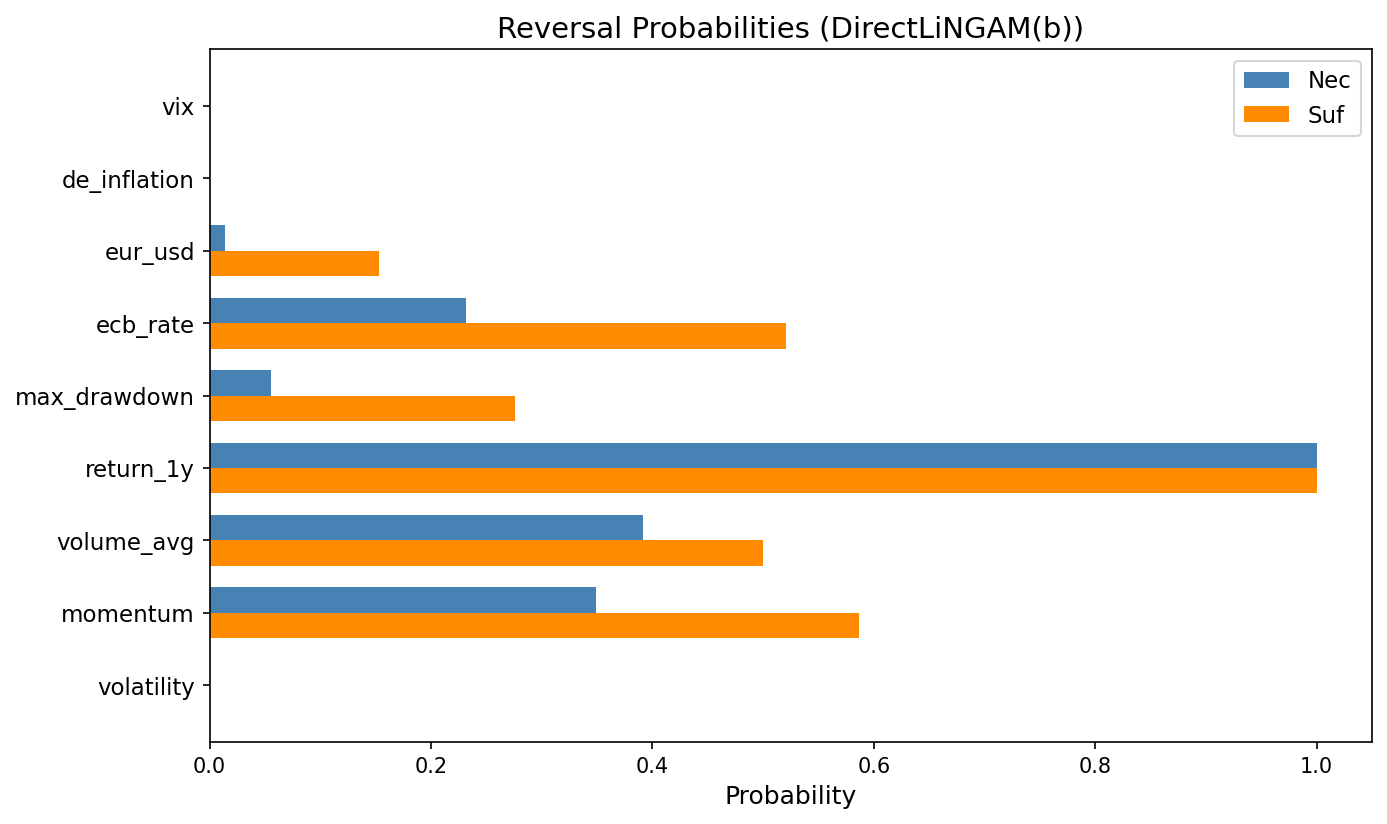 Reversal Probabilities (DirectLiNGAM(b))
Nec
Suf
vix
de_inflation
eur_usd
ecb_rate
max_drawdown
return_1y
volume_avg
momentum
volatility
0.0 0.2 0.4 0.6 0.8 1.0
Probability